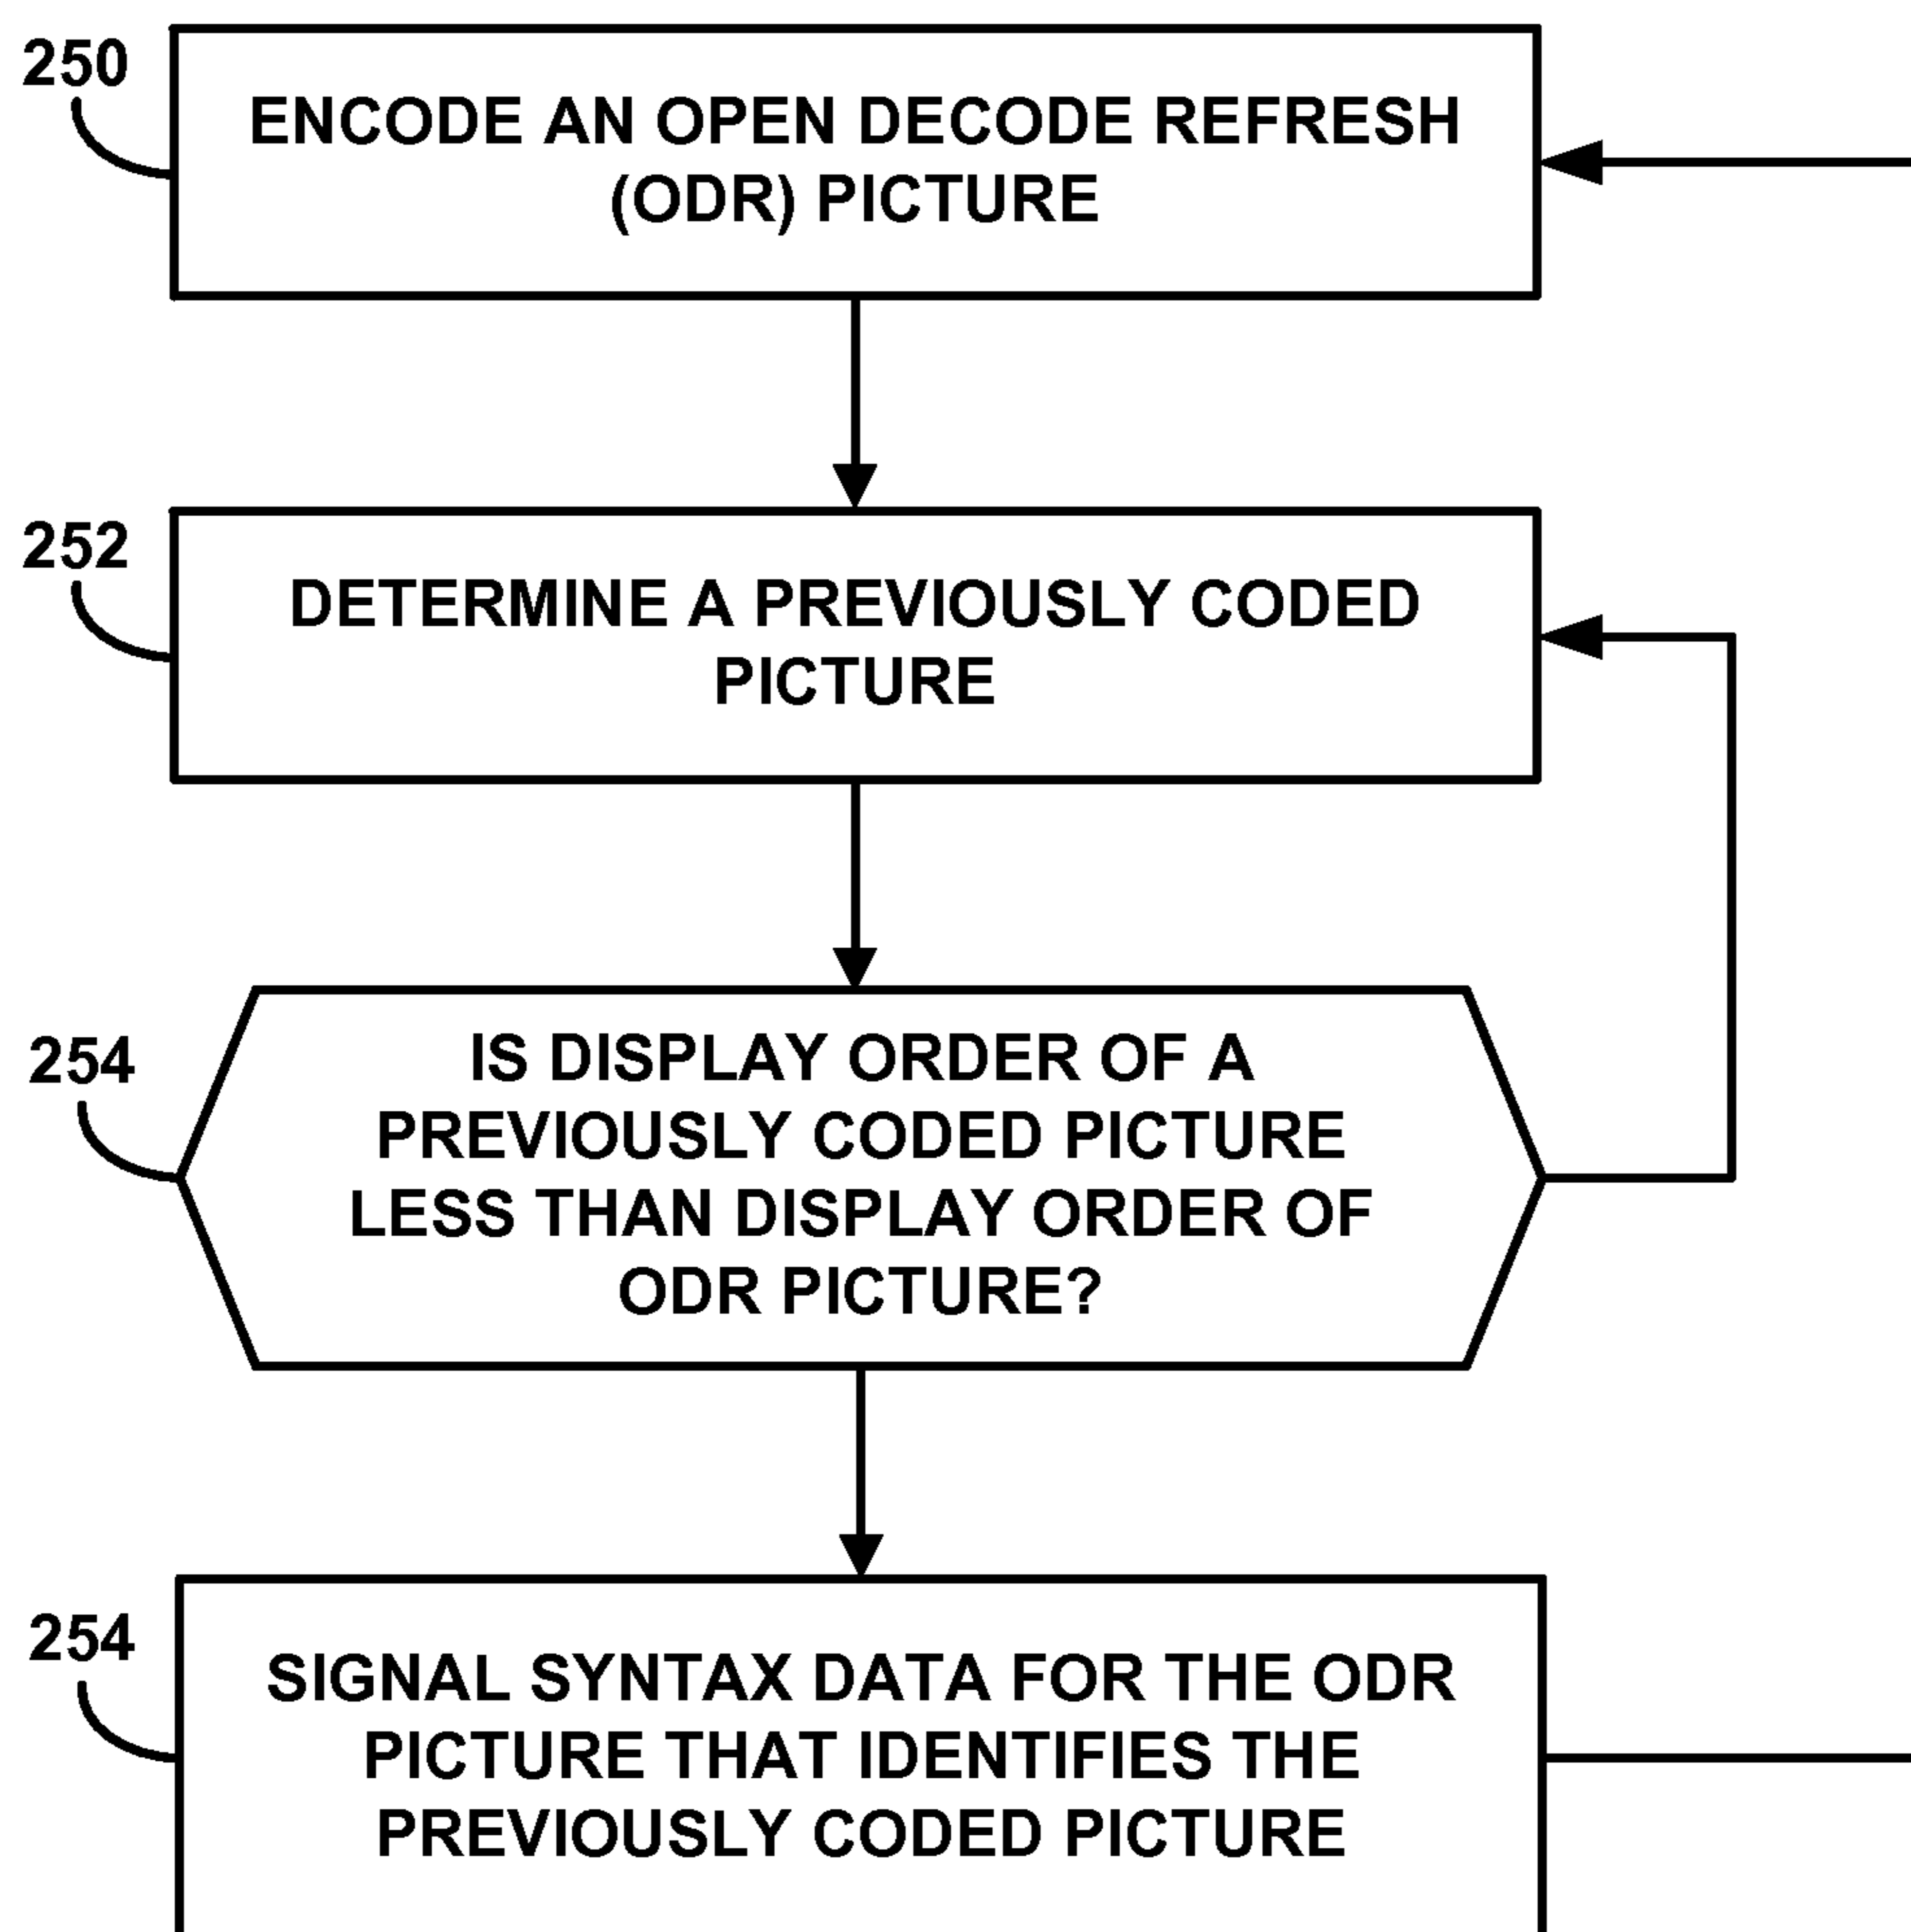 250
ENCODE AN OPEN DECODE REFRESH
(ODR) PICTURE
252
DETERMINE A PREVIOUSLY CODED
PICTURE
254
IS DISPLAY ORDER OF A
PREVIOUSLY CODED PICTURE
LESS THAN DISPLAY ORDER OF
ODR PICTURE?
254
SIGNAL SYNTAX DATA FOR THE ODR
PICTURE THAT IDENTIFIES THE
PREVIOUSLY CODED PICTURE